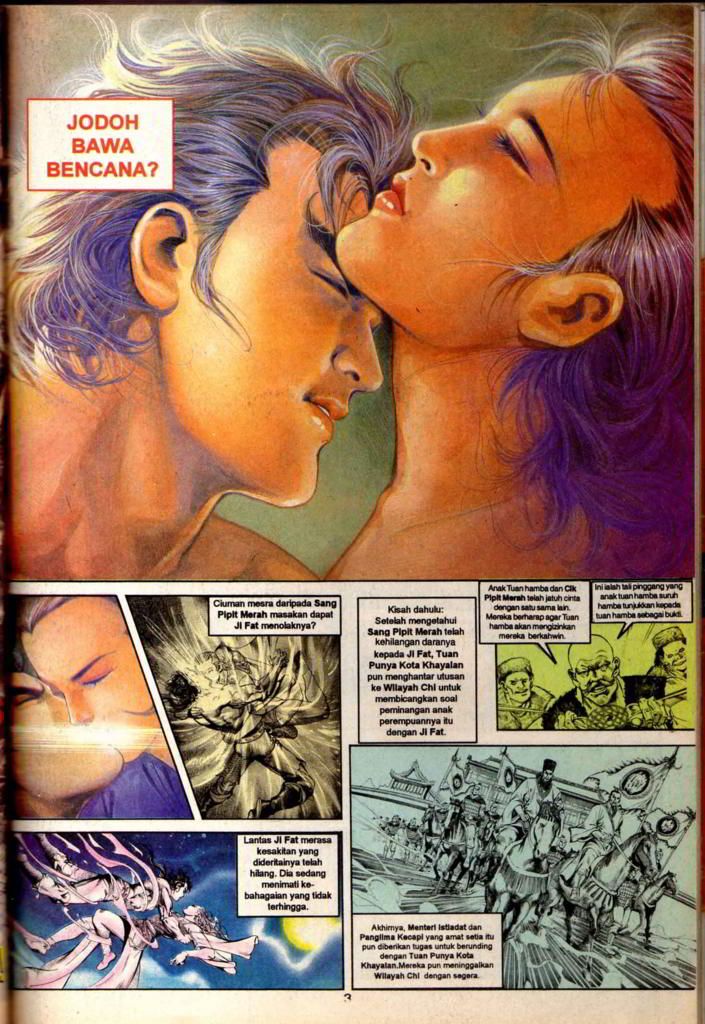 JODOH
BAWA
BENCANA?
Ciuman mesra daripada Sang
Pipit Merah masakan dapat
JI Fat menolaknya?
Kisah dahulu:
Setelah mengetahui
Sang Pipit Merah telah
kehilangan daranya
kepada JI Fat, Tuan
Punya Kota Khayalan
pun menghantar utusan
ke Wilayah Chi untuk
membicangkan soal
peminangan anak
perempuannya itu
dengan JI Fat.
Anak Tuan hamba dan Cik
Pipit Merah telah jatuh cinta
dengan satu sama lain.
Mereka berharap agar Tuan
hamba akan mengizinkan
mereka berkahwin.
Ini ialah tali pinggang yang
anak tuan hamba suruh
hamba tunjukkan kepada
tuan hamba sebagai bukti.
Lantas JI Fat merasa
kesakitan yang
dideritainya telah
hilang. Dia sedang
menimati ke-
bahagaian yang tidak
terhingga.
Akhirnya, Menteri Istiadat dan
Panglima Kecapi yang amat setia itu
pun diberikan tugas untuk berunding
dengan Tuan Punya Kota
Khayalan.Mereka pun meninggalkan
Wilayah Chi dengan segera.
3